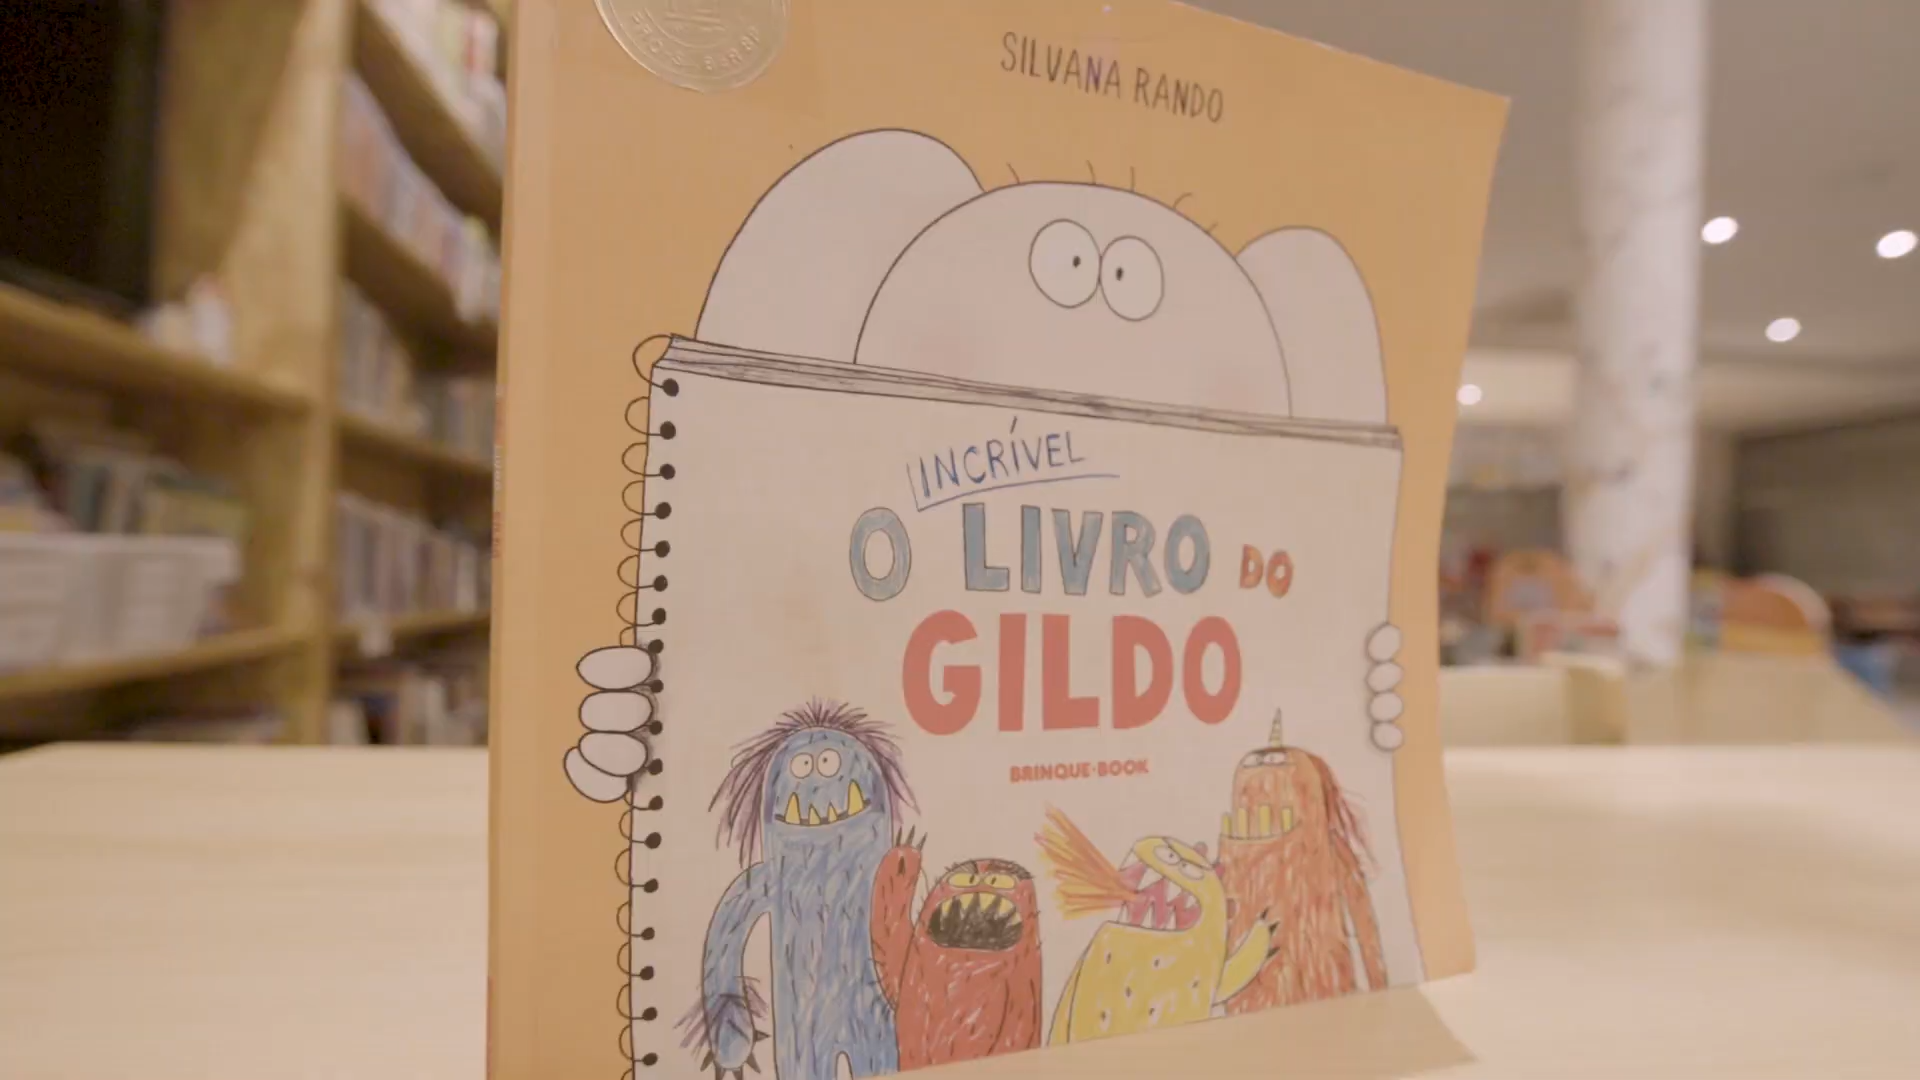 SILVANA RANDO
INCRÍVEL
O LIVRO DO
GILDO
BRINQUE-BOOK